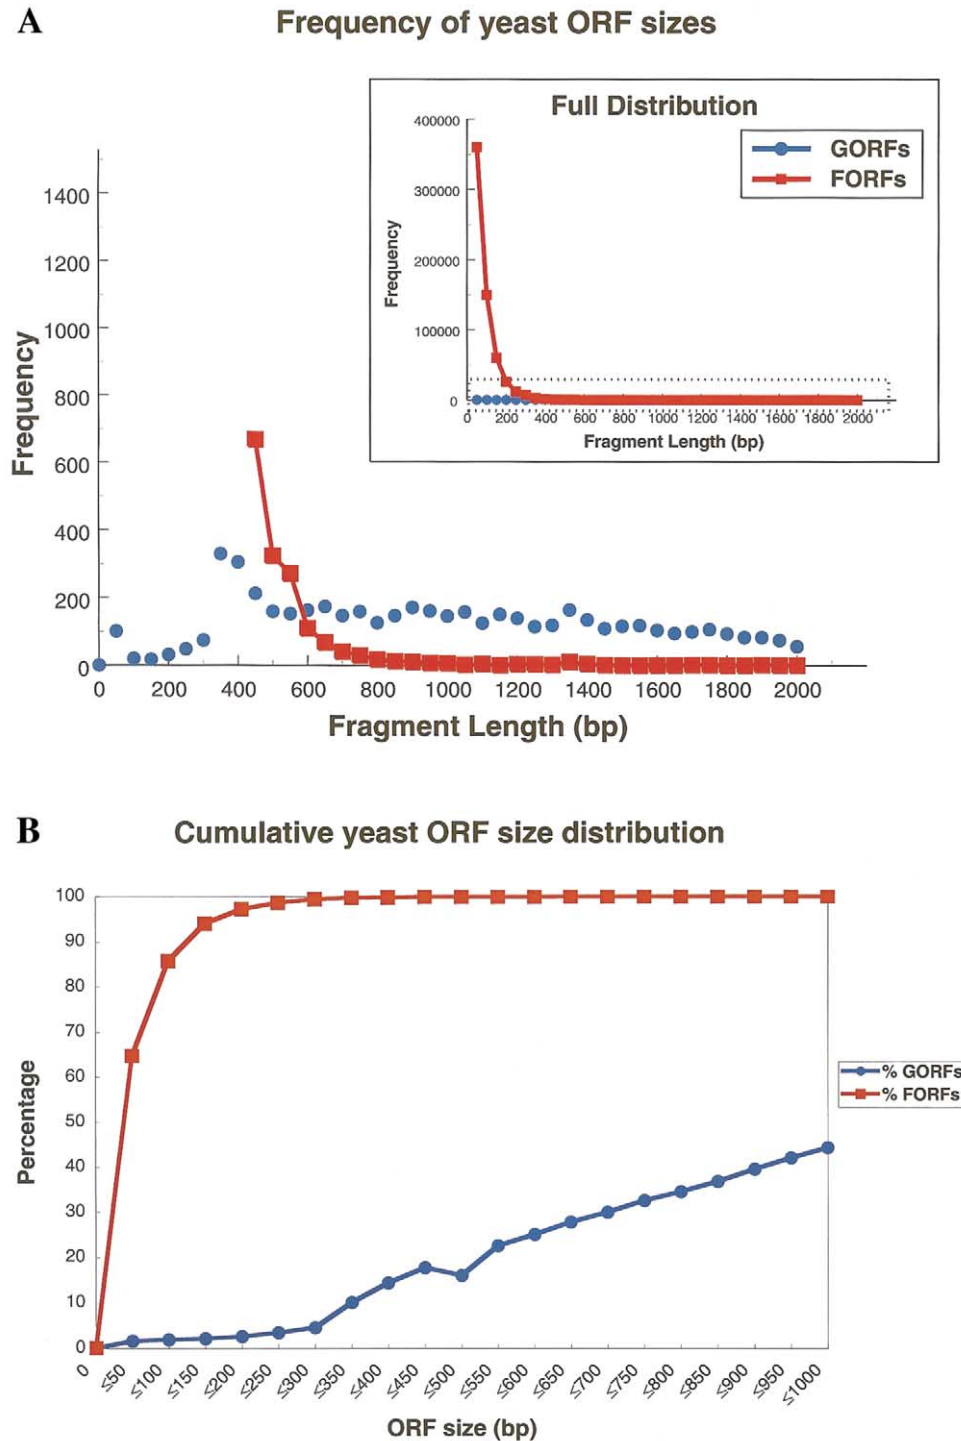 A
Frequency of yeast ORF sizes
Full Distribution
400000
300000
200000
100000
0
Frequency
0 200 400 600 800 1000 1200 1400 1600 1800 2000
Fragment Length (bp)
GORFs
FORFs
1400
1200
1000
800
600
400
200
0
Frequency
0 200 400 600 800 1000 1200 1400 1600 1800 2000
Fragment Length (bp)
B
Cumulative yeast ORF size distribution
100
90
80
70
60
50
40
30
20
10
0
Percentage
% GORFs
% FORFs
0 ≤50 ≤100 ≤150 ≤200 ≤250 ≤300 ≤350 ≤400 ≤450 ≤500 ≤550 ≤600 ≤650 ≤700 ≤750 ≤800 ≤850 ≤900 ≤950 ≤1000
ORF size (bp)